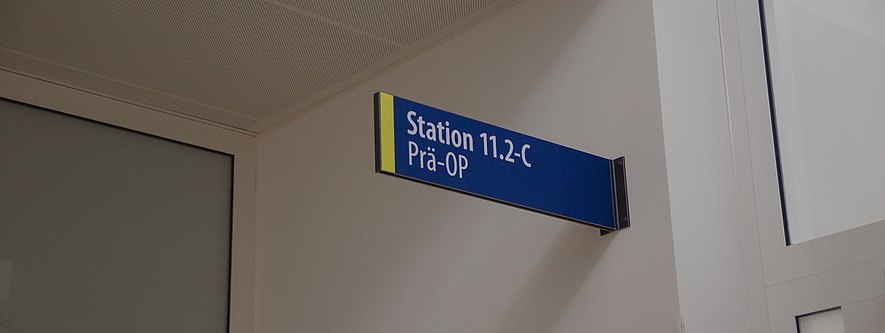 Station 11.2-C
Prä-OP